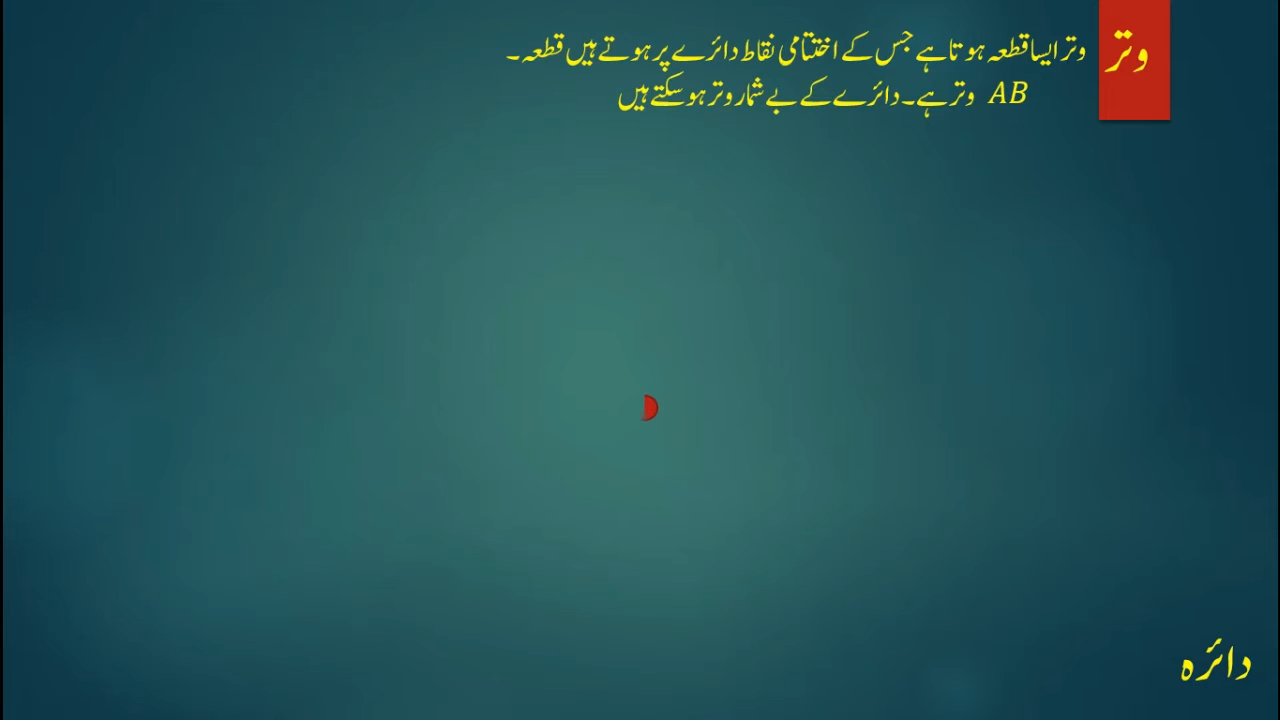 وتر
وتر ایسا قطعہ ہوتا ہے جس کے اختتامی نقاط دائرے پر ہوتے ہیں قطعہ۔
AB وتر ہے۔ دائرے کے بے شمار وتر ہو سکتے ہیں
دائرہ